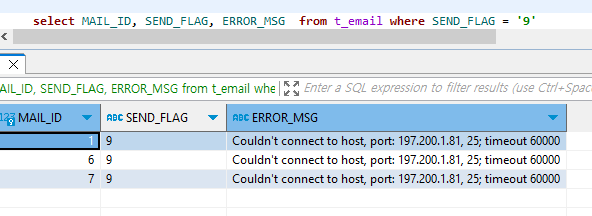 select MAIL_ID, SEND_FLAG, ERROR_MSG from t_email where SEND_FLAG = '9'
AIL_ID, SEND_FLAG, ERROR_MSG from t_email whe Enter a SQL expression to filter results (use Ctrl+Spac
123 MAIL_ID ABC SEND_FLAG ABC ERROR_MSG
1 9 Couldn't connect to host, port: 197.200.1.81, 25; timeout 60000
6 9 Couldn't connect to host, port: 197.200.1.81, 25; timeout 60000
7 9 Couldn't connect to host, port: 197.200.1.81, 25; timeout 60000